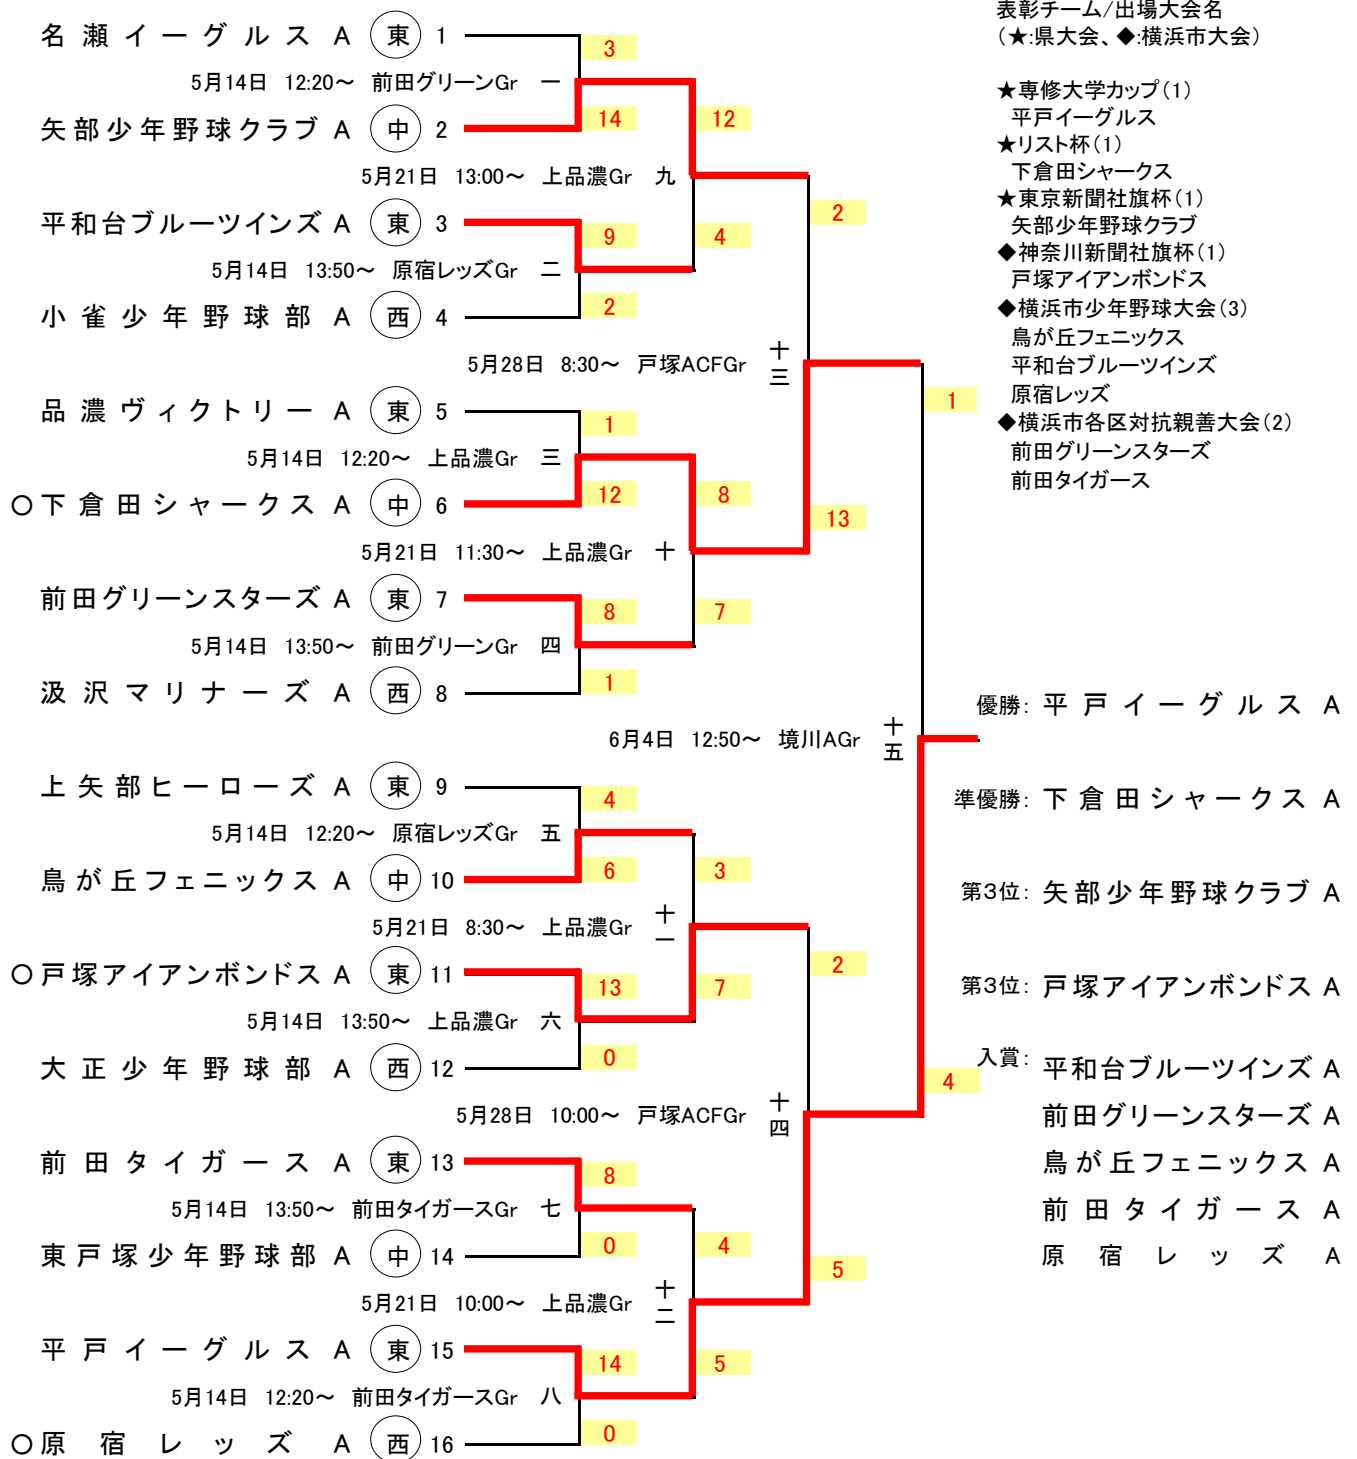 表彰チーム/出場大会名
(★:県大会、◆:横浜市大会)
★専修大学カップ(1)
平戸イーグルス
★リスト杯(1)
下倉田シャークス
★東京新聞社旗杯(1)
矢部少年野球クラブ
◆神奈川新聞社旗杯(1)
戸塚アイアンボンドス
◆横浜市少年野球大会(3)
鳥が丘フェニックス
平和台ブルーツインズ
原宿レッズ
◆横浜市各区対抗親善大会(2)
前田グリーンスターズ
前田タイガース
名瀬イーグルス A 東 1
3
5月14日 12:20～ 前田グリーンGr 一
矢部少年野球クラブ A 中 2
14
12
5月21日 13:00～ 上品濃Gr 九
平和台ブルーツインズ A 東 3
9
4
2
5月14日 13:50～ 原宿レッズGr 二
小雀少年野球部 A 西 4
2
5月28日 8:30～ 戸塚ACFGr 十三
品濃ヴィクトリー A 東 5
1
1
5月14日 12:20～ 上品濃Gr 三
○下倉田シャークス A 中 6
12
8
13
5月21日 11:30～ 上品濃Gr 十
前田グリーンスターズ A 東 7
8
7
5月14日 13:50～ 前田グリーンGr 四
汲沢マリナーズ A 西 8
1
6月4日 12:50～ 境川AGr 十五
上矢部ヒーローズ A 東 9
4
5月14日 12:20～ 原宿レッズGr 五
鳥が丘フェニックス A 中 10
6
3
5月21日 8:30～ 上品濃Gr 十一
○戸塚アイアンボンドス A 東 11
13
7
2
5月14日 13:50～ 上品濃Gr 六
大正少年野球部 A 西 12
0
4
5月28日 10:00～ 戸塚ACFGr 十四
前田タイガース A 東 13
8
5月14日 13:50～ 前田タイガースGr 七
東戸塚少年野球部 A 中 14
0
4
5
5月21日 10:00～ 上品濃Gr 十二
平戸イーグルス A 東 15
14
5
5月14日 12:20～ 前田タイガースGr 八
○原宿レッズ A 西 16
0
優勝: 平戸イーグルス A
準優勝: 下倉田シャークス A
第3位: 矢部少年野球クラブ A
第3位: 戸塚アイアンボンドス A
入賞: 平和台ブルーツインズ A
前田グリーンスターズ A
鳥が丘フェニックス A
前田タイガース A
原宿レッズ A